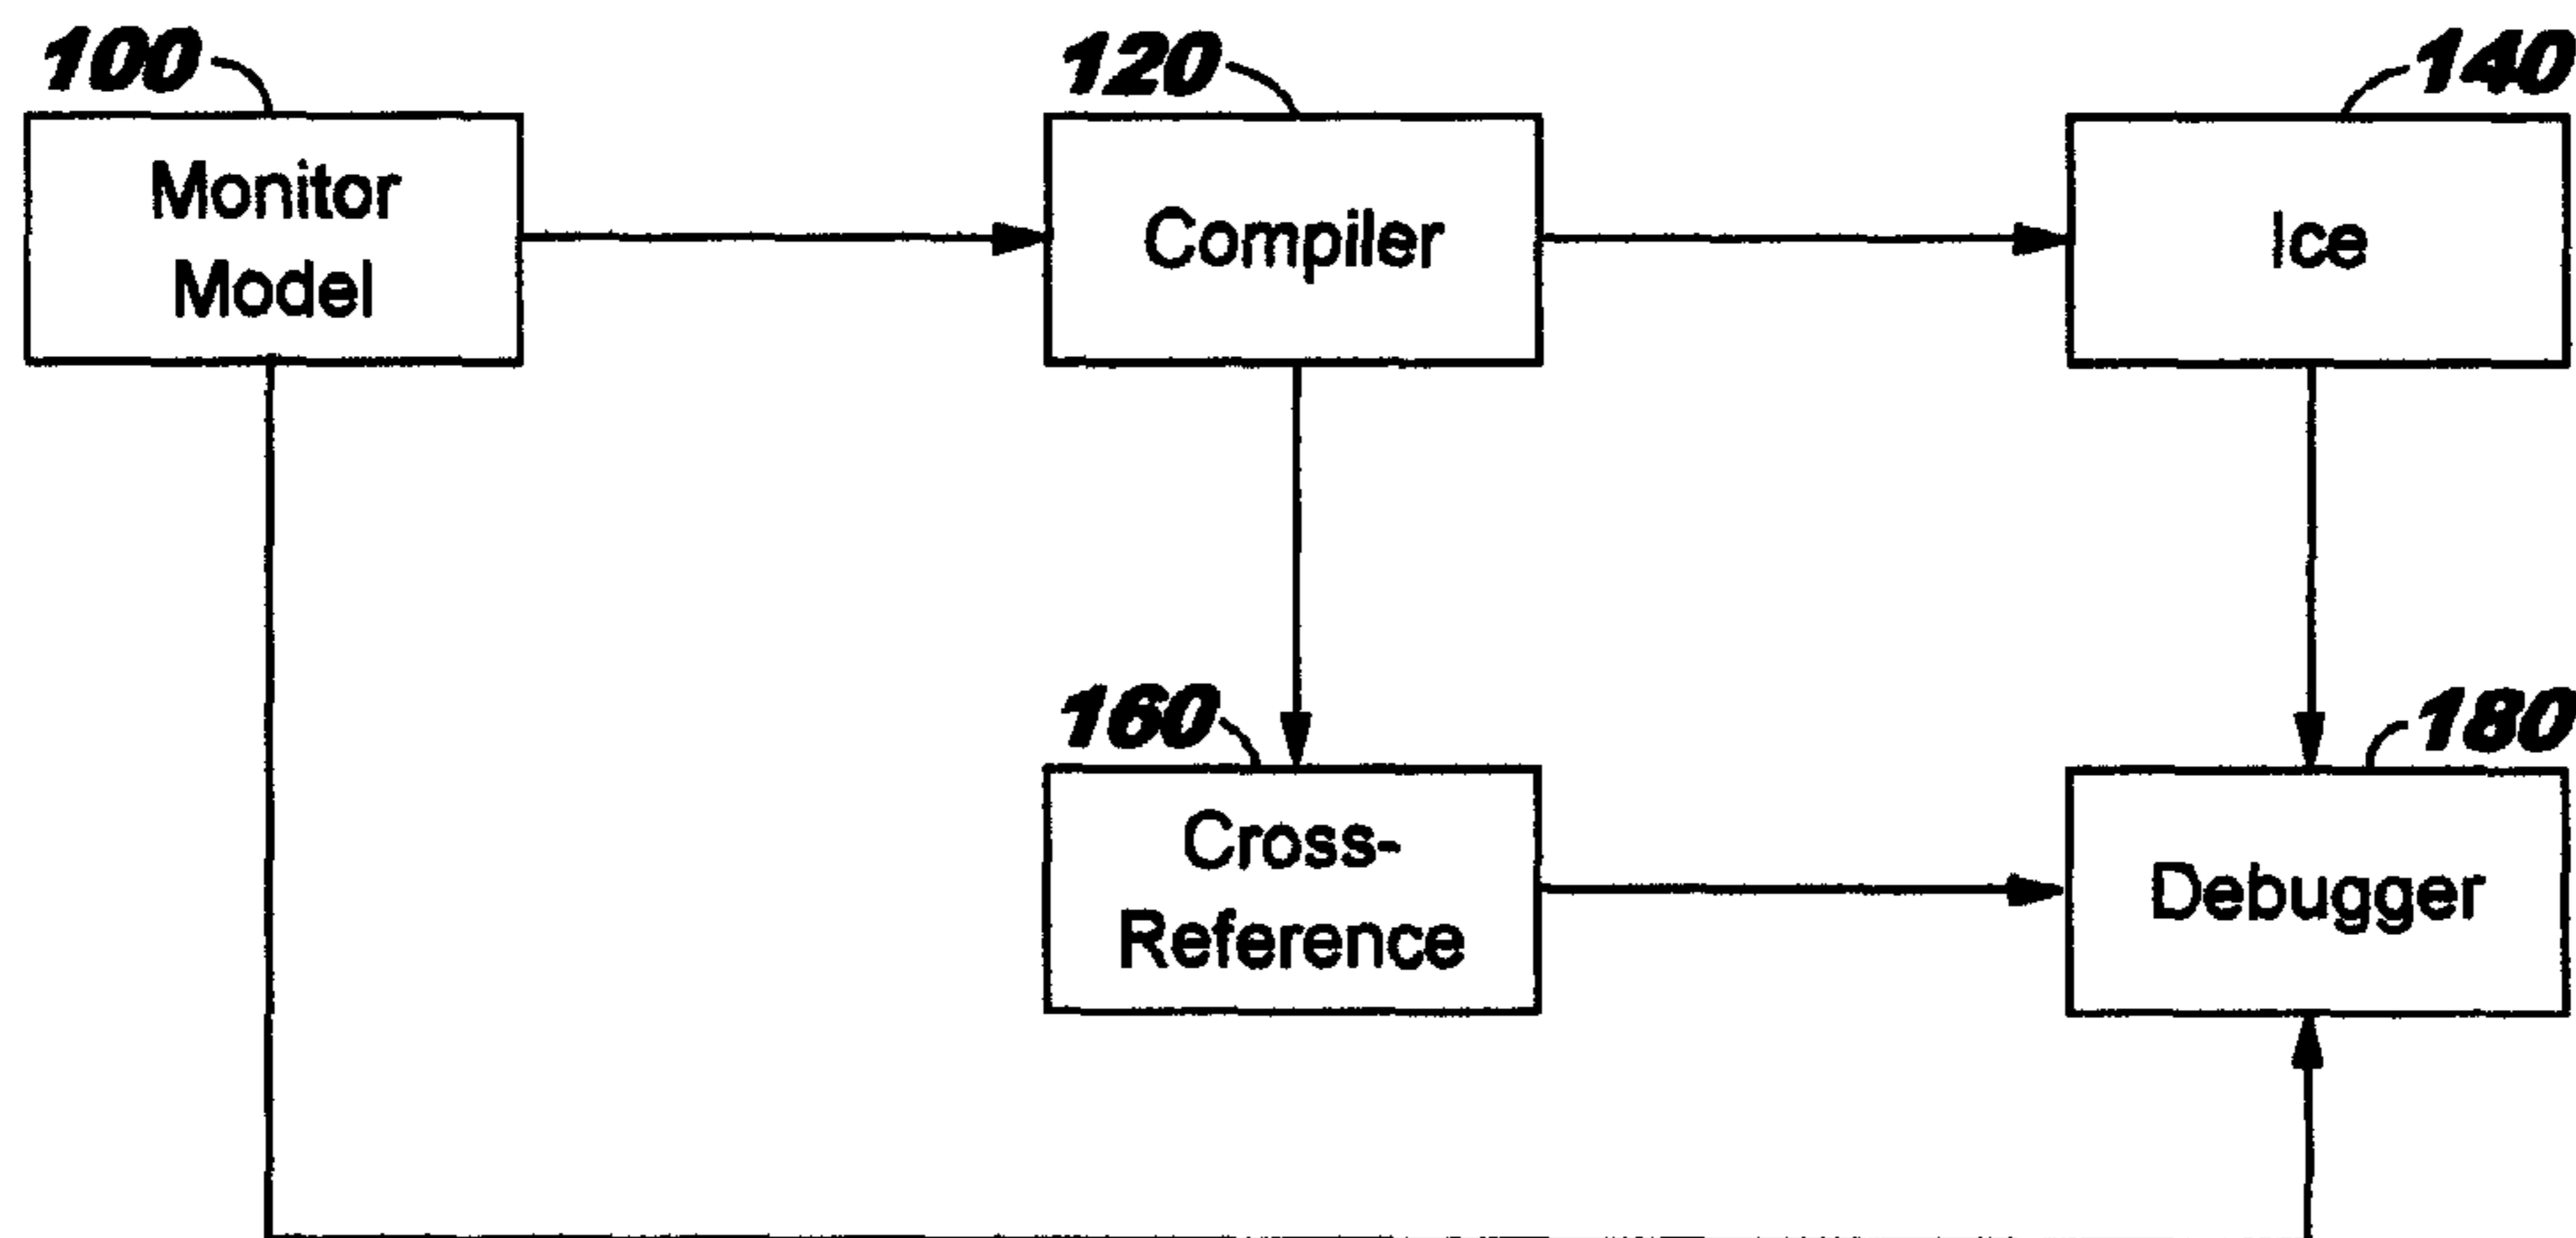 100
Monitor
Model
120
Compiler
140
Ice
160
Cross-
Reference
180
Debugger